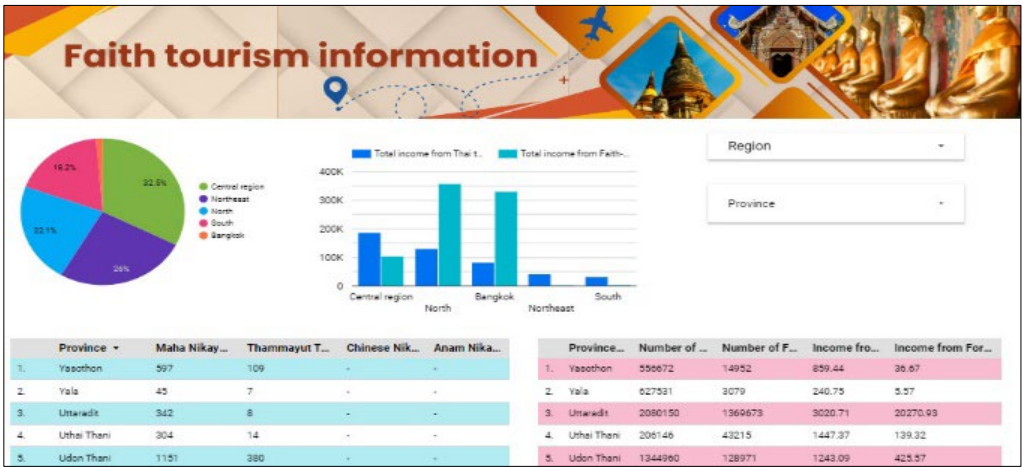 Faith tourism information
Region
Province
Total income from Thai t...
Total income from Faith-...
32.5%
26%
22.1%
18.2%
Central region
Northeast
North
South
Bangkok
400K
300K
200K
100K
0
Central region
North
Bangkok
Northeast
South
Province Maha Nikay... Thammayut T... Chinese Nik... Anam Nika...
1. Yasothon 597 109 - -
2. Yala 45 7 - -
3. Uttaradit 342 8 - -
4. Uthai Thani 304 14 - -
5. Udon Thani 1151 380 - -
Province... Number of ... Number of F... Income fro... Income from For...
1. Yasothon 556672 14952 859.44 36.67
2. Yala 627531 3079 240.75 5.57
3. Uttaradit 2080150 1369673 3020.71 20270.93
4. Uthai Thani 206146 43215 1447.37 139.32
5. Udon Thani 1344960 128971 1243.09 425.57